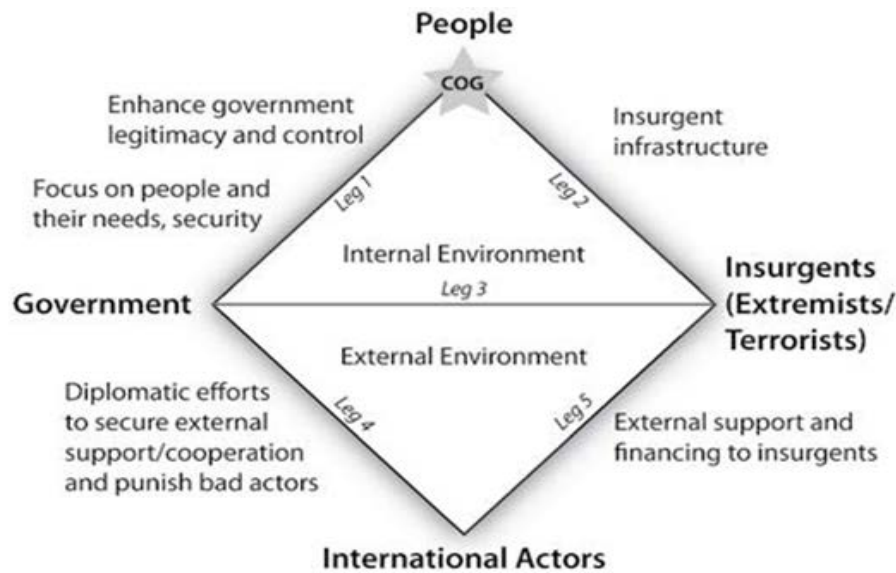 People
COG
Enhance government
legitimacy and control
Insurgent
infrastructure
Focus on people and
their needs, security
Leg 1
Leg 2
Internal Environment
Leg 3
Government
Insurgents
(Extremists/
Terrorists)
External Environment
Diplomatic efforts
to secure external
support/cooperation
and punish bad actors
Leg 4
Leg 5
External support and
financing to insurgents
International Actors